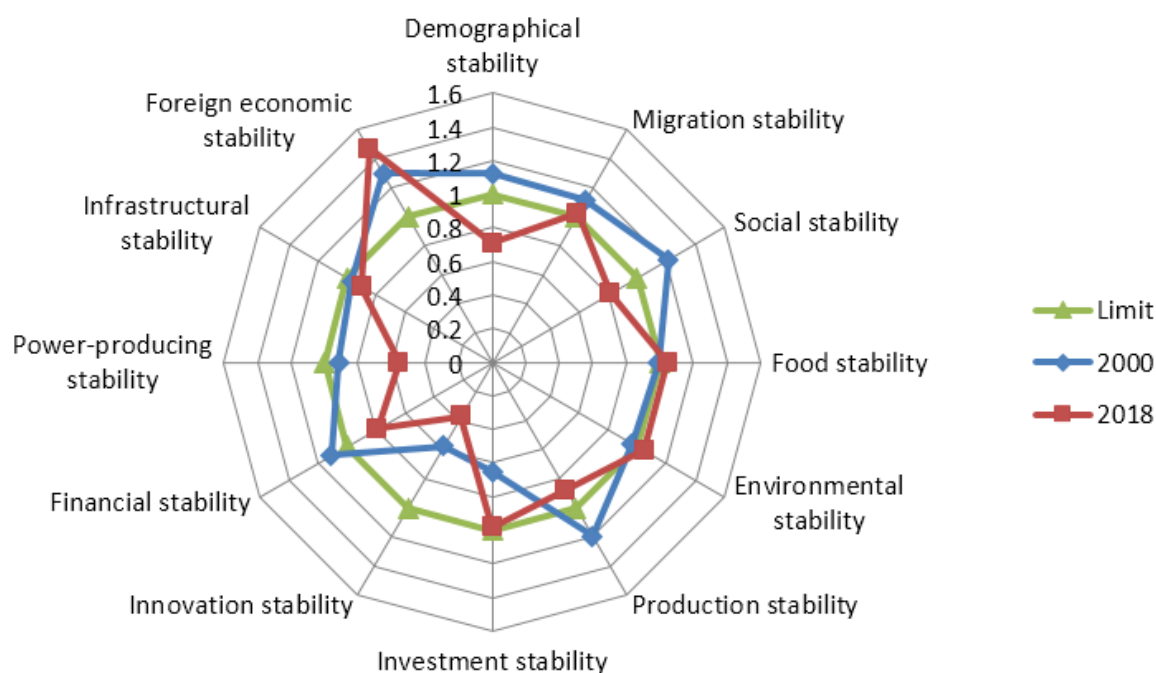 Demographical
stability
Foreign economic
stability
Migration stability
Infrastructural
stability
Social stability
Power-producing
stability
Food stability
Financial stability
Environmental
stability
Innovation stability
Production stability
Investment stability
1.6
1.4
1.2
1
0.8
0.6
0.4
0.2
0
Limit
2000
2018